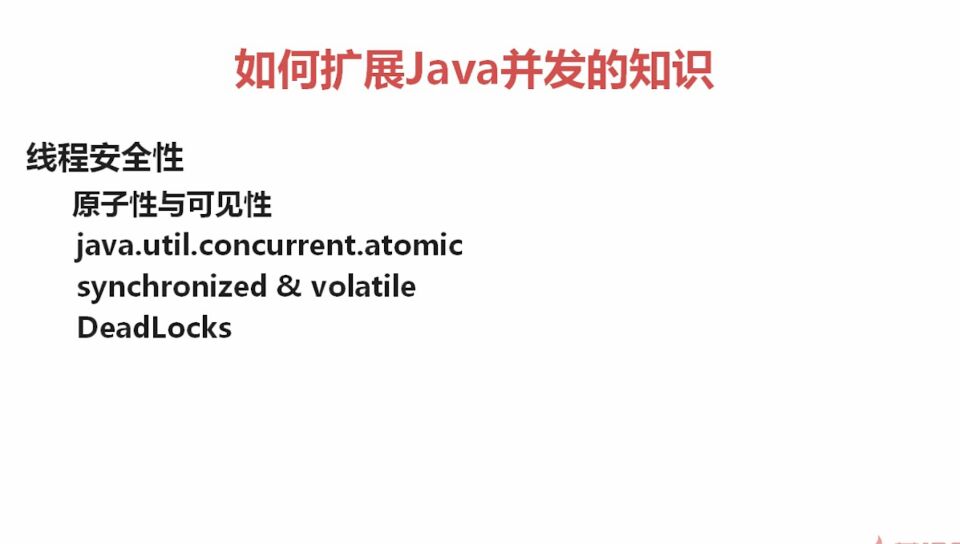 如何扩展Java并发的知识
线程安全性
原子性与可见性
java.util.concurrent.atomic
synchronized & volatile
DeadLocks